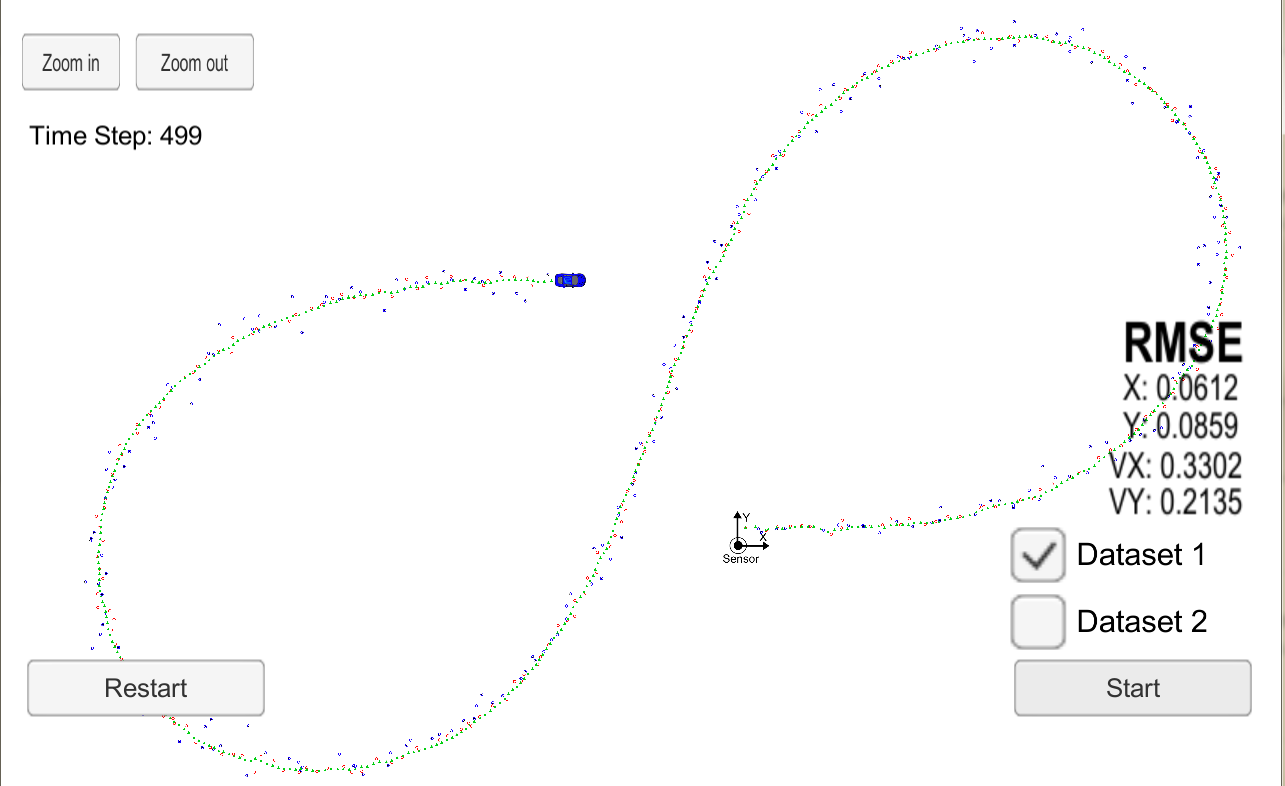 Zoom in
Zoom out
Time Step: 499
RMSE
X: 0.0612
Y: 0.0859
VX: 0.3302
VY: 0.2135
Y
X
Sensor
Dataset 1
Dataset 2
Restart
Start